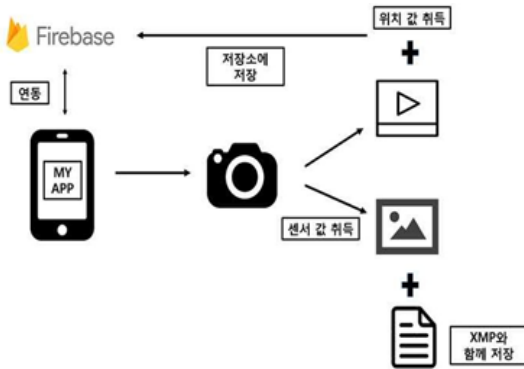 위치 값 취득
Firebase
저장소에
저장
연동
MY
APP
센서 값 취득
XMP와
함께 저장